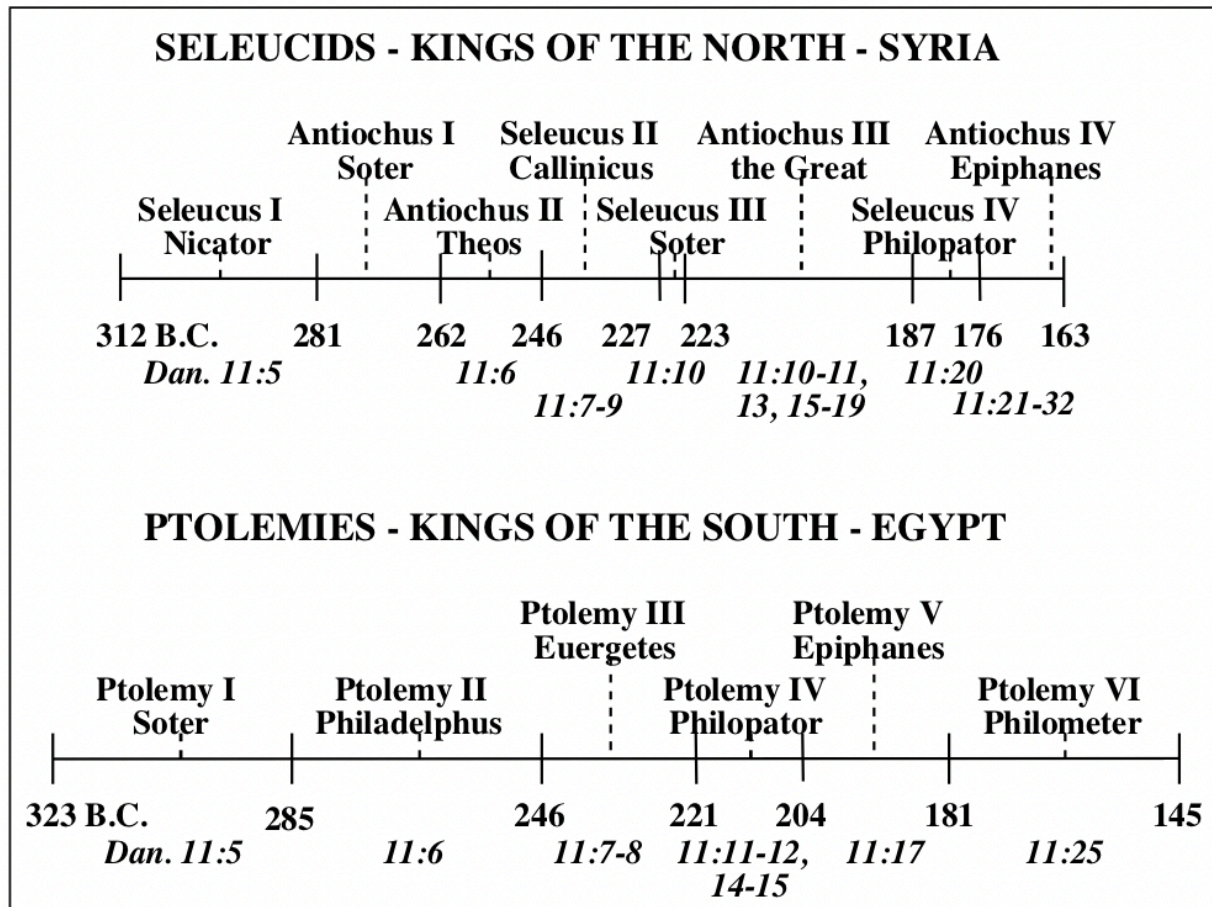 SELEUCIDS - KINGS OF THE NORTH - SYRIA
Antiochus I Seleucus II Antiochus III Antiochus IV
Soter Callinicus the Great Epiphanes
Seleucus I Antiochus II Seleucus III Seleucus IV
Nicator Theos Soter Philopator
312 B.C. 281 262 246 227 223 187 176 163
Dan. 11:5 11:6 11:10 11:10-11, 11:20
11:7-9 13, 15-19 11:21-32
PTOLEMIES - KINGS OF THE SOUTH - EGYPT
Ptolemy III Ptolemy V
Euergetes Epiphanes
Ptolemy I Ptolemy II Ptolemy IV Ptolemy VI
Soter Philadelphus Philopator Philometer
323 B.C. 285 246 221 204 181 145
Dan. 11:5 11:6 11:7-8 11:11-12, 11:17 11:25
14-15